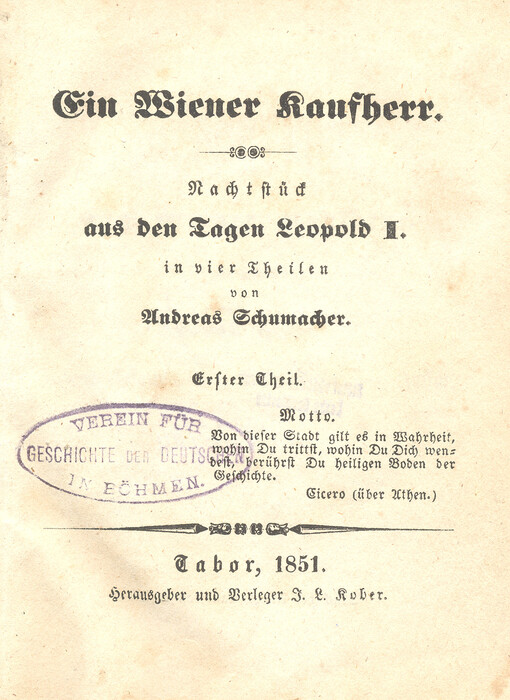 Ein Wiener Kaufherr.
Nachtstück
aus den Tagen Leopold I.
in vier Theilen
von
Andreas Schumacher.
Erster Theil.
Motto.
Von dieser Stadt gilt es in Wahrheit,
wohin Du trittst, wohin Du Dich wen-
dest, berührst Du heiligen Boden der
Geschichte.
Cicero (über Athen.)
VEREIN FÜR
GESCHICHTE DER DEUTSCHEN
IN BÖHMEN.
Tabor, 1851.
Herausgeber und Verleger J. L. Kober.